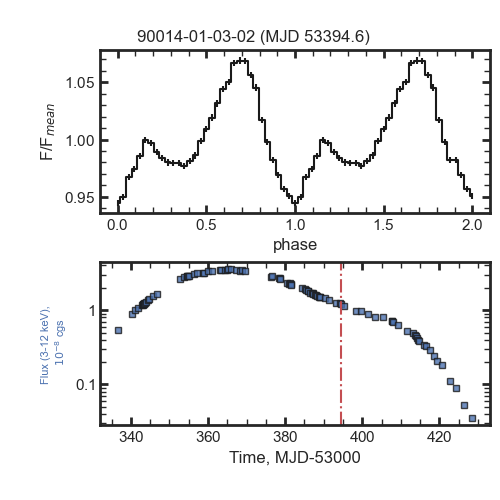 90014-01-03-02 (MJD 53394.6)
F/Fmean
1.05
1.00
0.95
0.0 0.5 1.0 1.5 2.0
phase
Flux (3-12 keV),
10⁻⁸ cgs
1
0.1
340 360 380 400 420
Time, MJD-53000